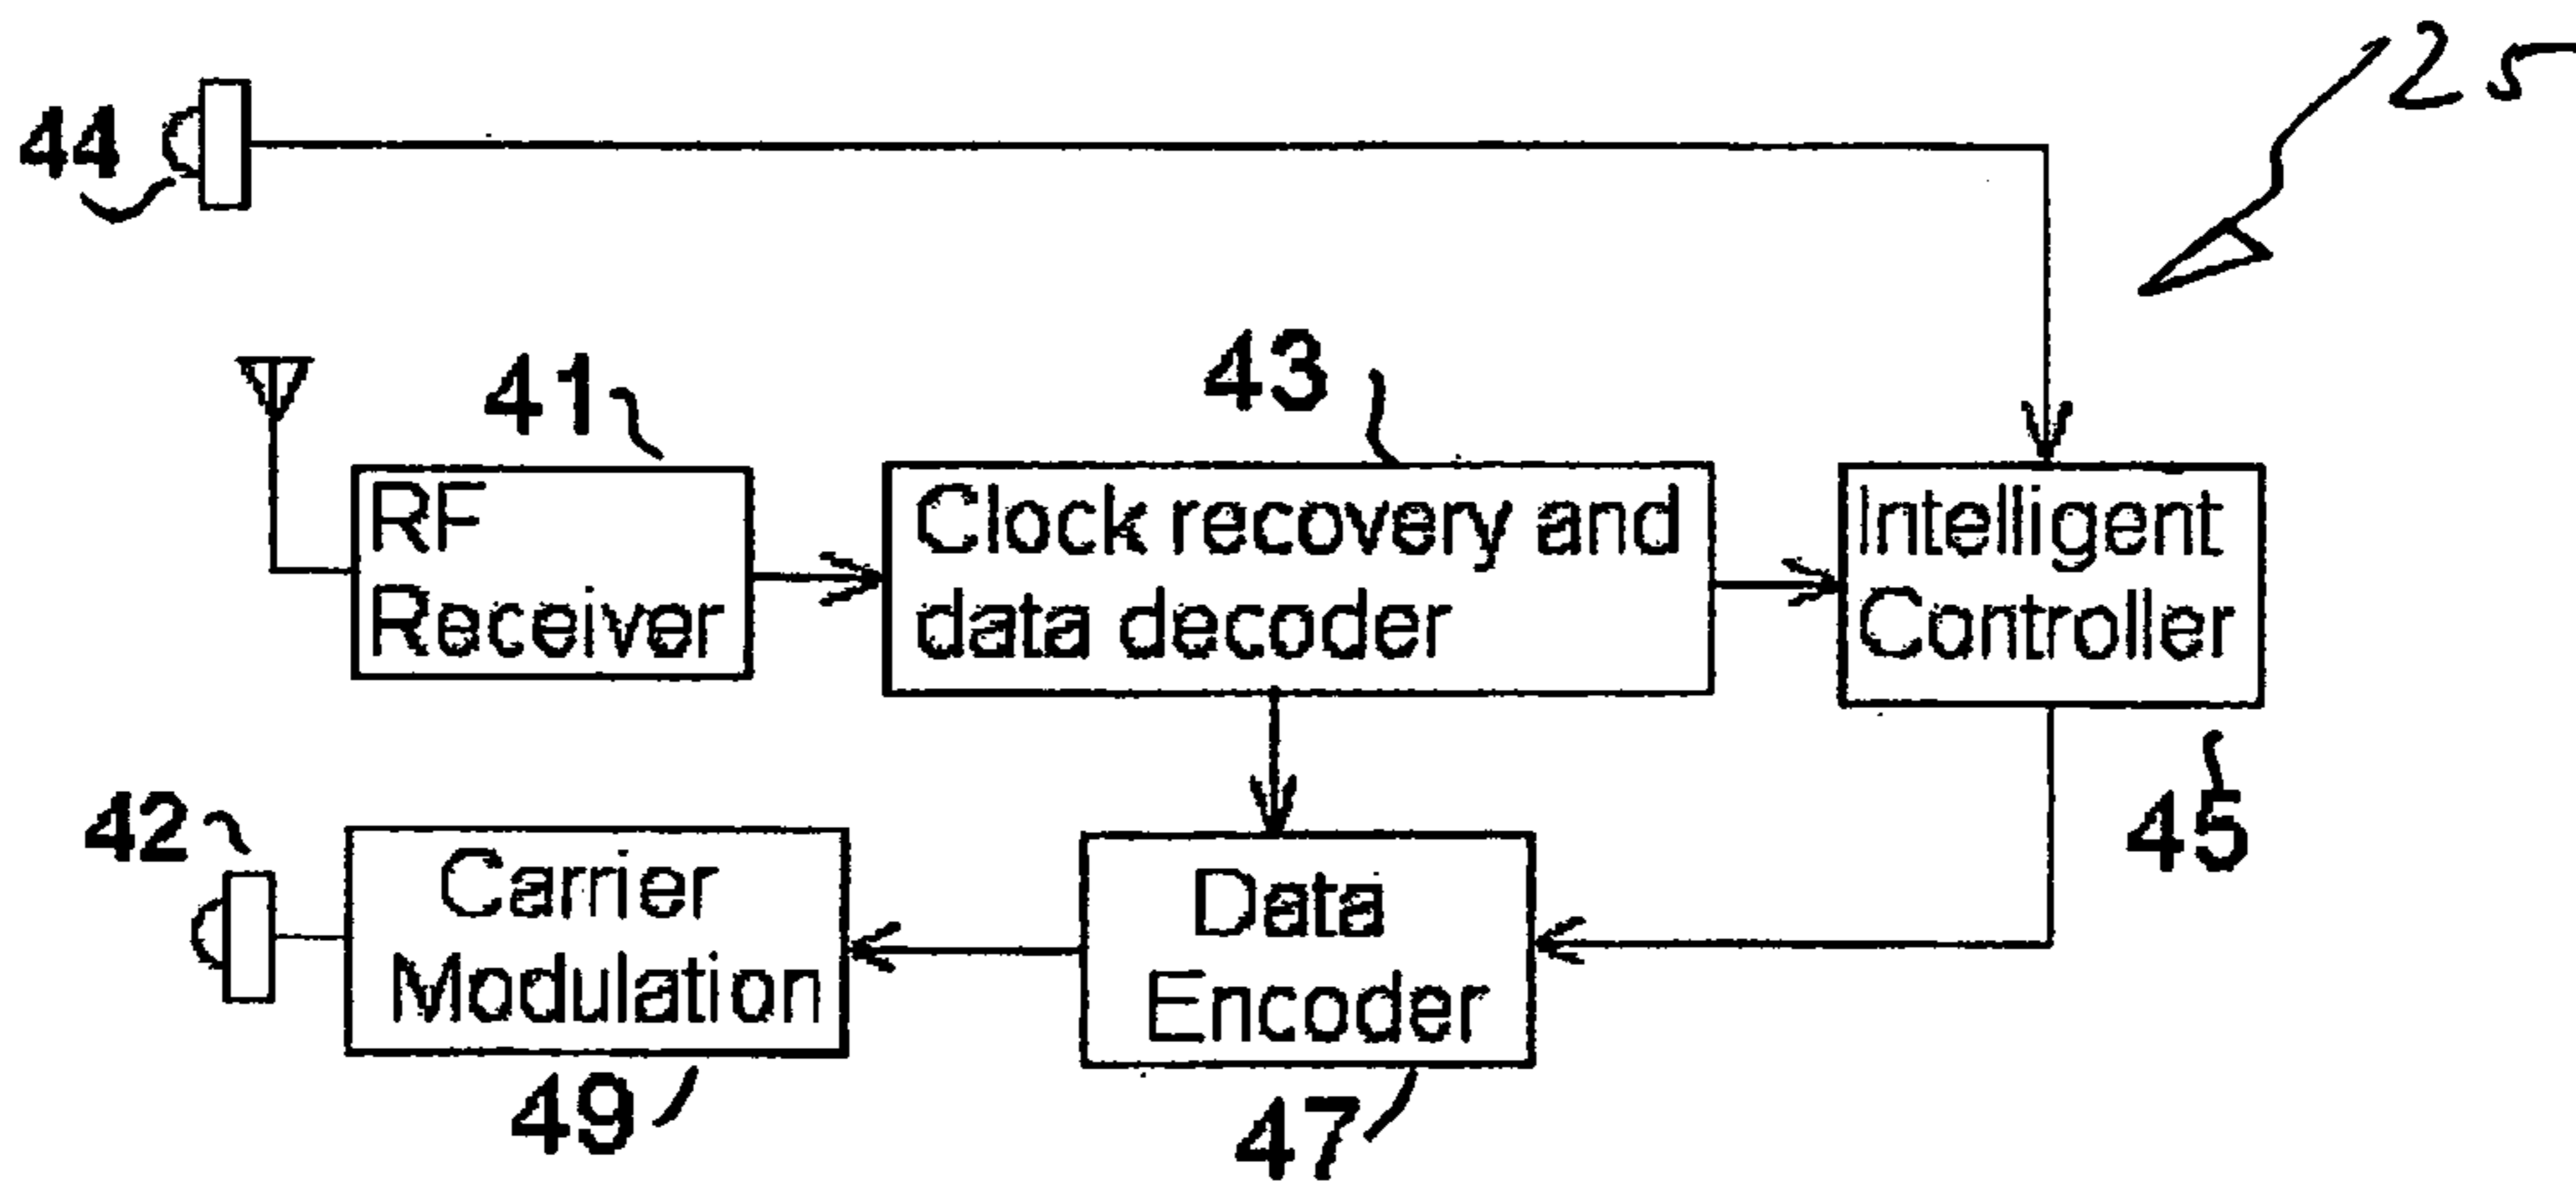 25
44
41
43
RF
Receiver
Clock recovery and
data decoder
Intelligent
Controller
45
42
Carrier
Modulation
Data
Encoder
49
47